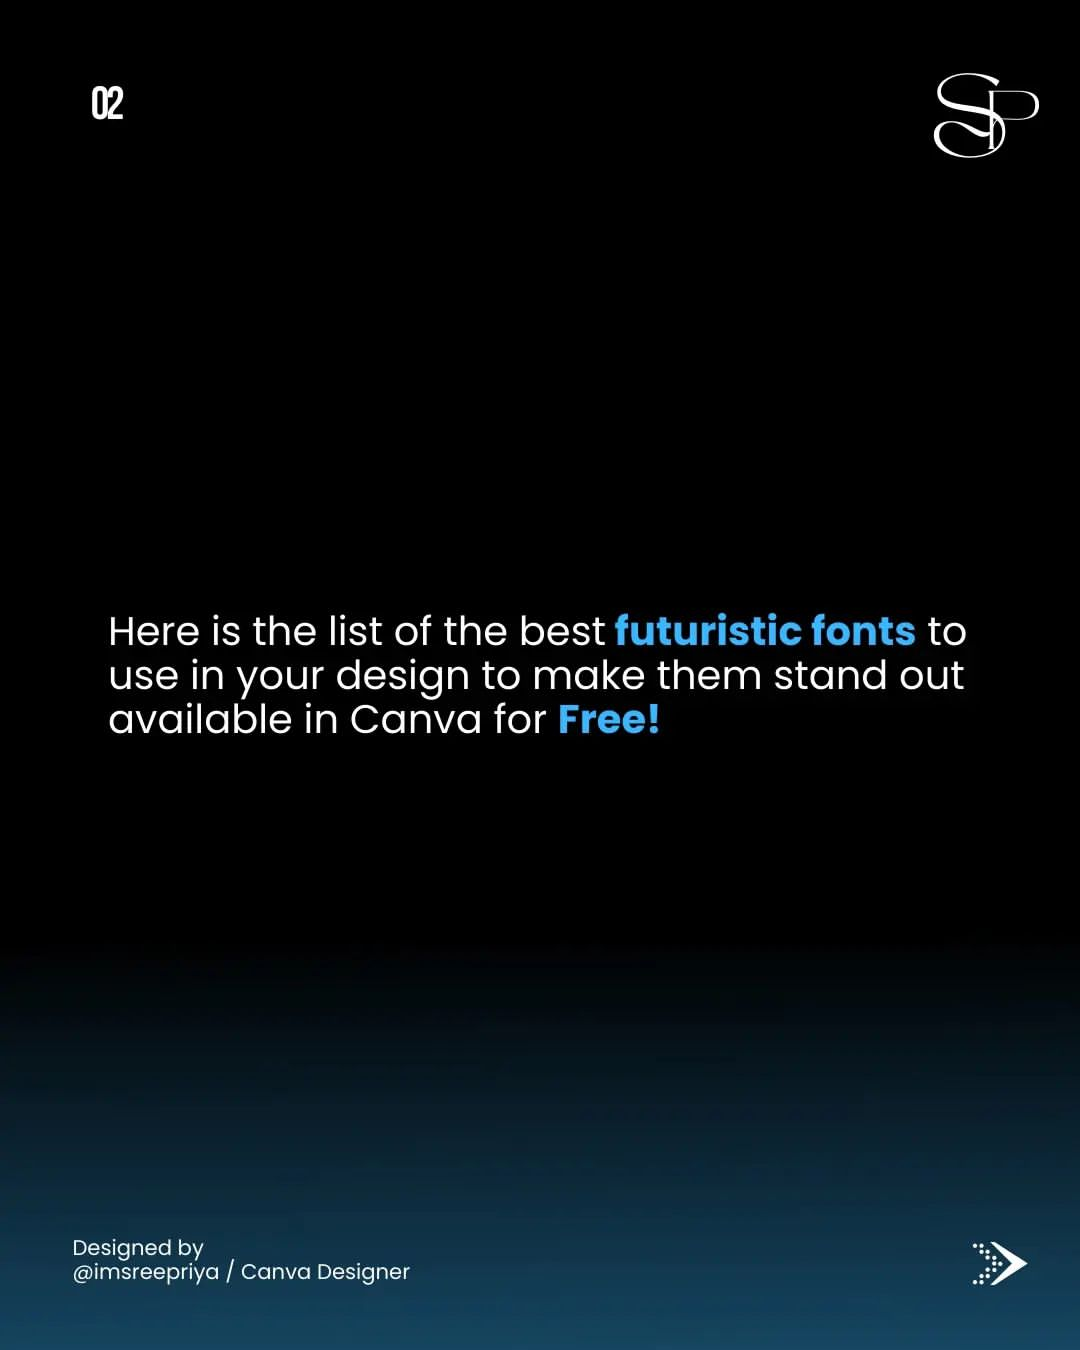 02
SP
Here is the list of the best futuristic fonts to
use in your design to make them stand out
available in Canva for Free!
Designed by
@imsreepriya / Canva Designer